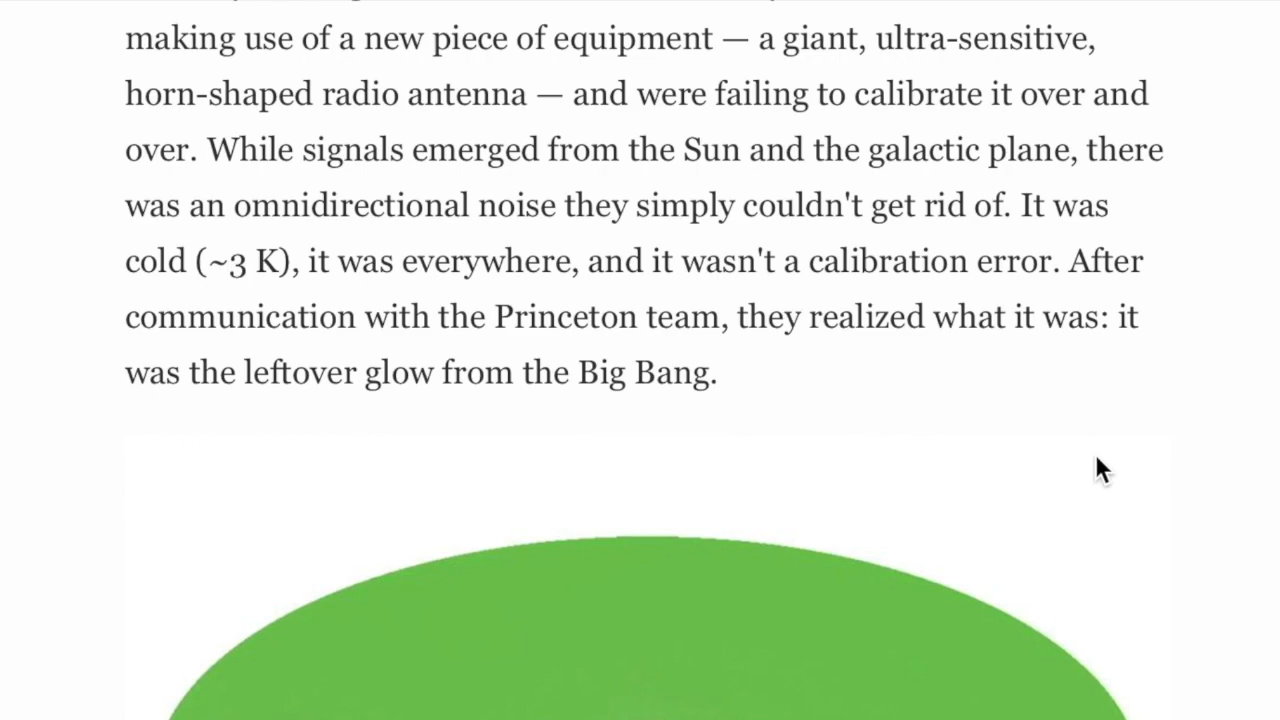 making use of a new piece of equipment — a giant, ultra-sensitive,
horn-shaped radio antenna — and were failing to calibrate it over and
over. While signals emerged from the Sun and the galactic plane, there
was an omnidirectional noise they simply couldn't get rid of. It was
cold (~3 K), it was everywhere, and it wasn't a calibration error. After
communication with the Princeton team, they realized what it was: it
was the leftover glow from the Big Bang.